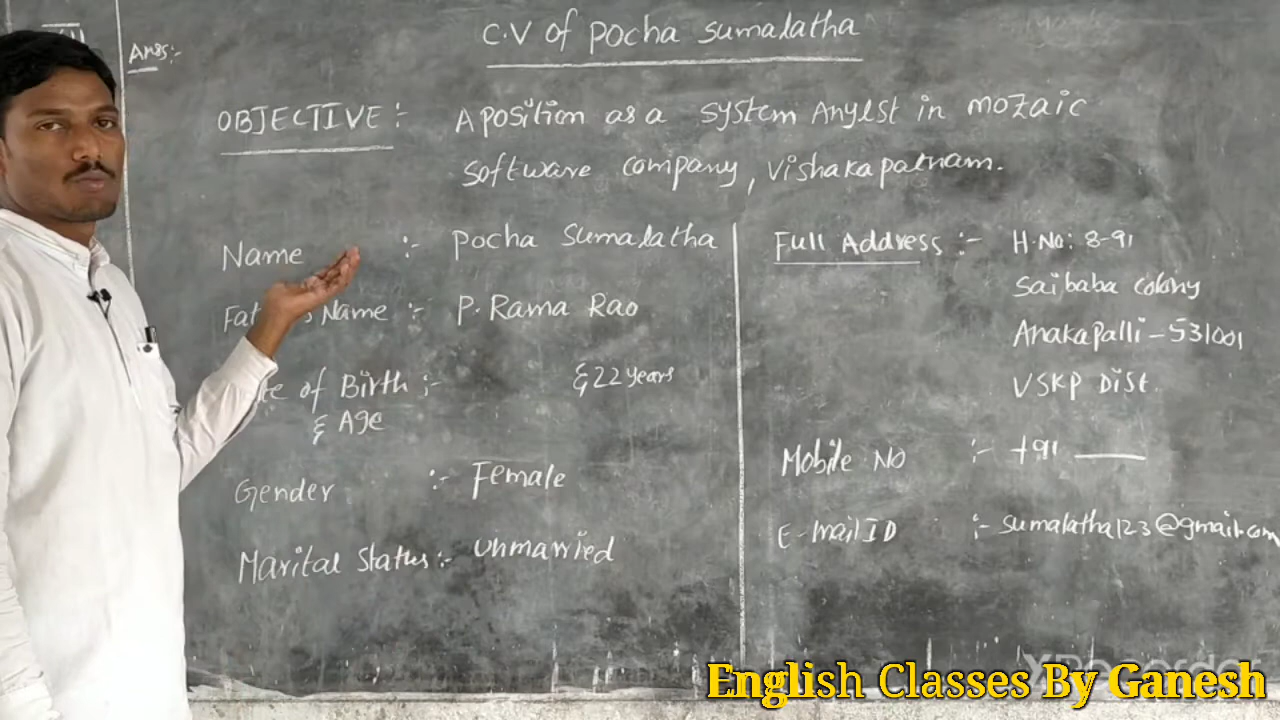 Ans:-
C.V of Pocha Sumalatha
OBJECTIVE :- A Position as a System Anylst in Mozaic
Software company, Vishakapatnam.
Name :- Pocha Sumalatha
Name :- P. Rama Rao
of Birth :- & 22 years
& Age
Gender :- Female
Marital Status :- Unmarried
Full Address :- H.No: 8-91
Saibaba colony
Anakapalli - 531001
VSKP Dist.
Mobile No :- +91 ____
E-mail ID :- Sumalatha123@gmail.com
XRecorder
English Classes By Ganesh